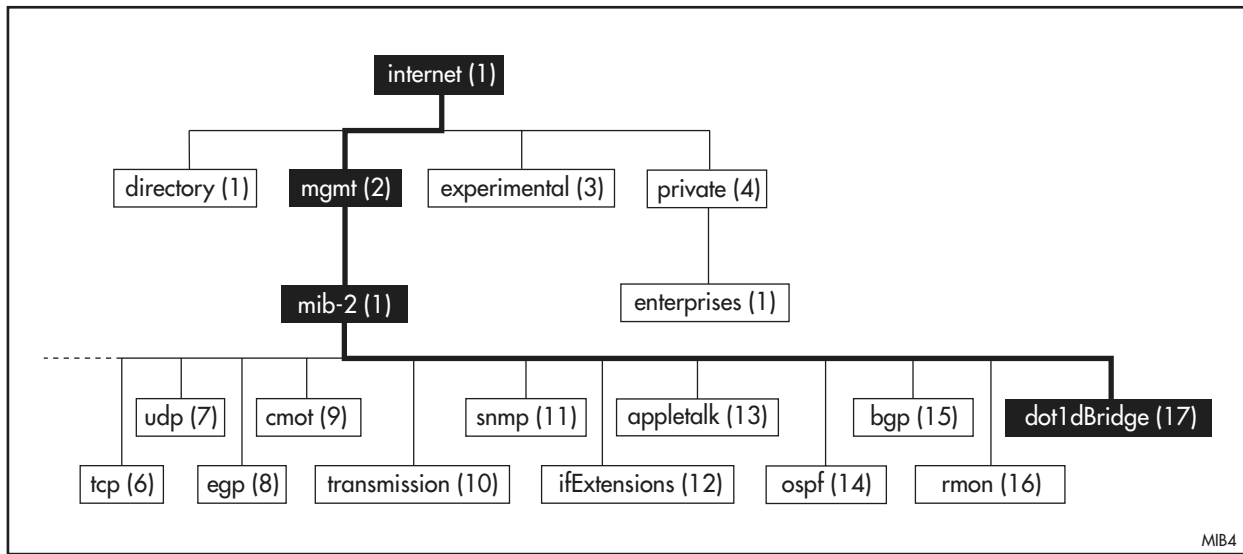 internet (1)
directory (1)
mgmt (2)
experimental (3)
private (4)
mib-2 (1)
enterprises (1)
udp (7)
cmot (9)
snmp (11)
appletalk (13)
bgp (15)
dot1dBridge (17)
tcp (6)
egp (8)
transmission (10)
ifExtensions (12)
ospf (14)
rmon (16)
MIB4